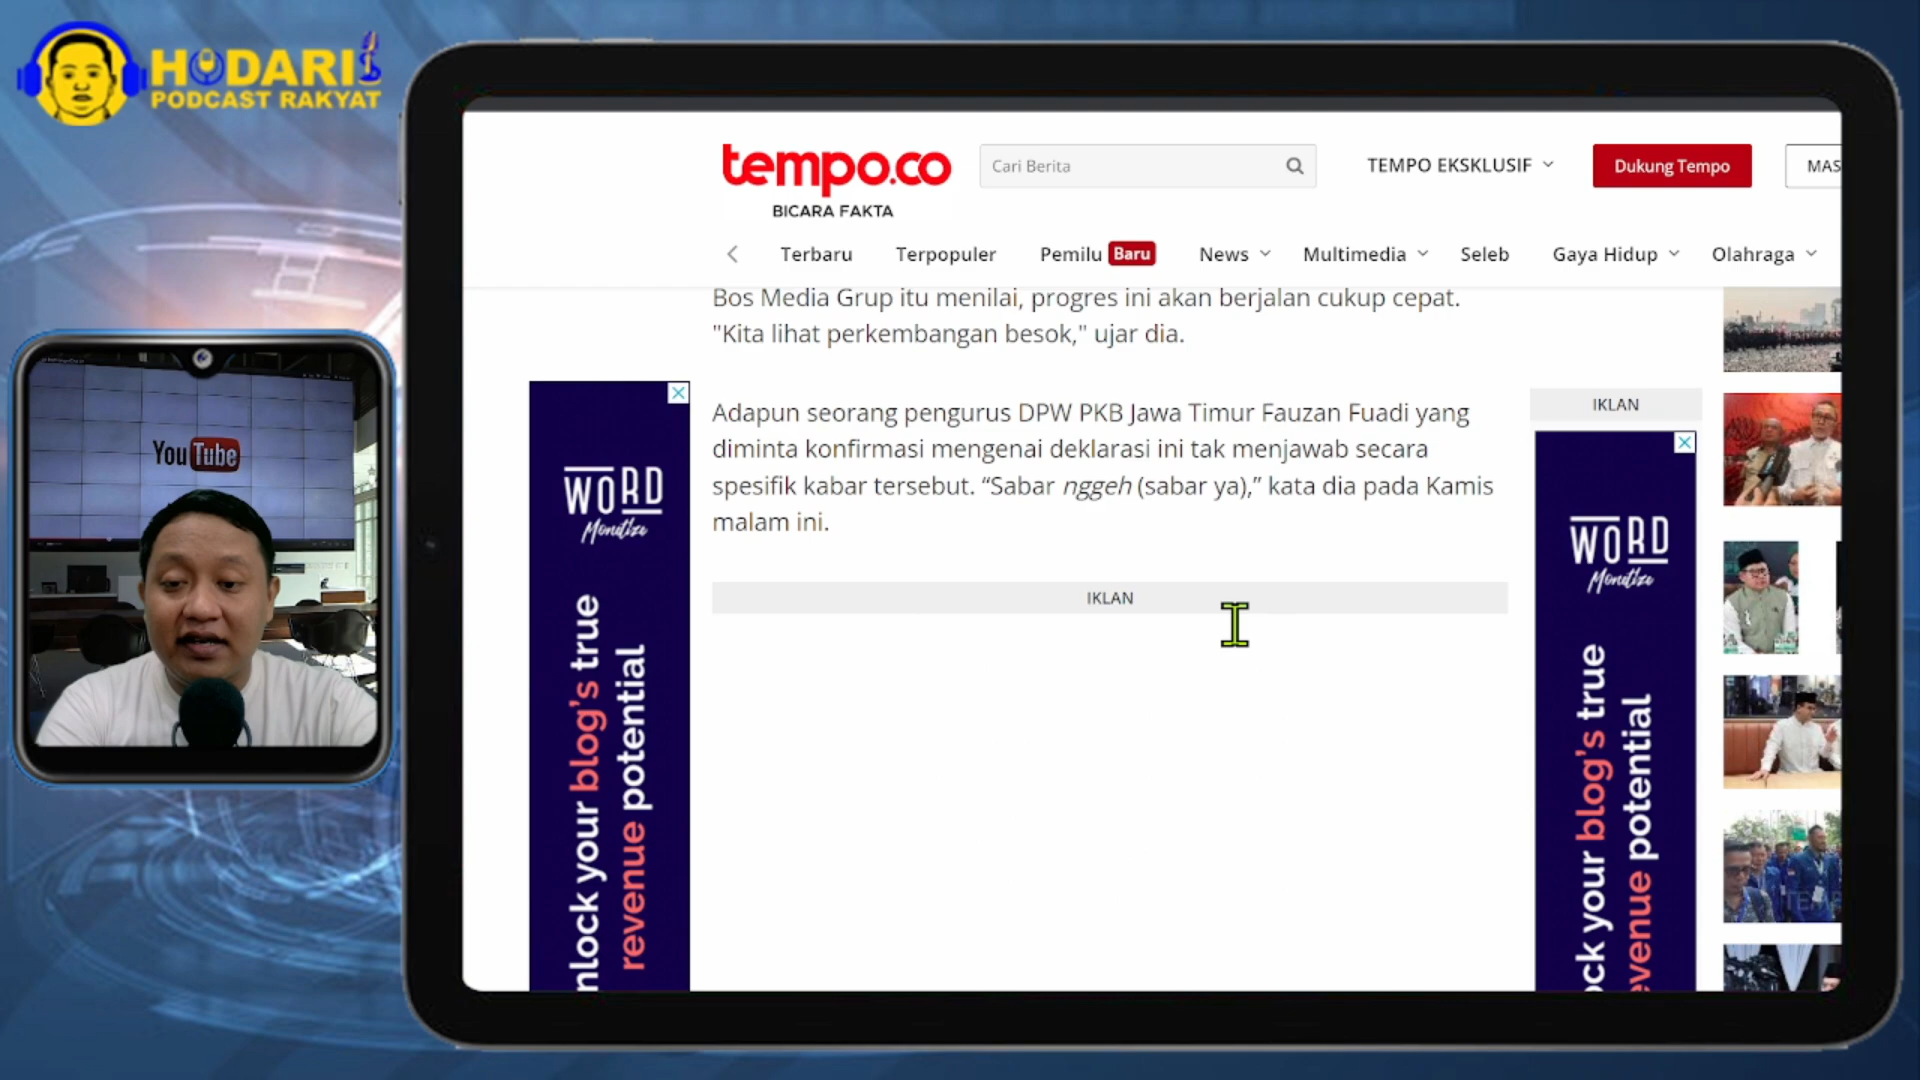 HODARI
PODCAST RAKYAT
YouTube
tempo.co
BICARA FAKTA
Cari Berita
TEMPO EKSKLUSIF
Dukung Tempo
MAS
Terbaru
Terpopuler
Pemilu Baru
News
Multimedia
Seleb
Gaya Hidup
Olahraga
Bos Media Grup itu menilai, progres ini akan berjalan cukup cepat.
"Kita lihat perkembangan besok," ujar dia.
Adapun seorang pengurus DPW PKB Jawa Timur Fauzan Fuadi yang
diminta konfirmasi mengenai deklarasi ini tak menjawab secara
spesifik kabar tersebut. “Sabar nggeh (sabar ya),” kata dia pada Kamis
malam ini.
IKLAN
WORD
Monetize
nlock your blog's true
revenue potential
IKLAN
WORD
Monetize
ock your blog's true
evenue potential